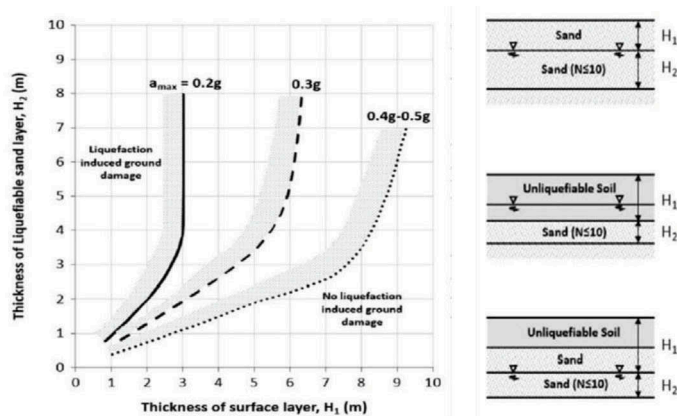 Thickness of Liquefiable sand layer, H2 (m)
10
9
8
7
6
5
4
3
2
1
0
amax = 0.2g
0.3g
0.4g-0.5g
Liquefaction
induced ground
damage
No liquefaction
induced ground
damage
0 1 2 3 4 5 6 7 8 9 10
Thickness of surface layer, H1 (m)
Sand
H1
Sand (N≤10)
H2
Unliquefiable Soil
H1
Sand (N≤10)
H2
Unliquefiable Soil
H1
Sand
Sand (N≤10)
H2